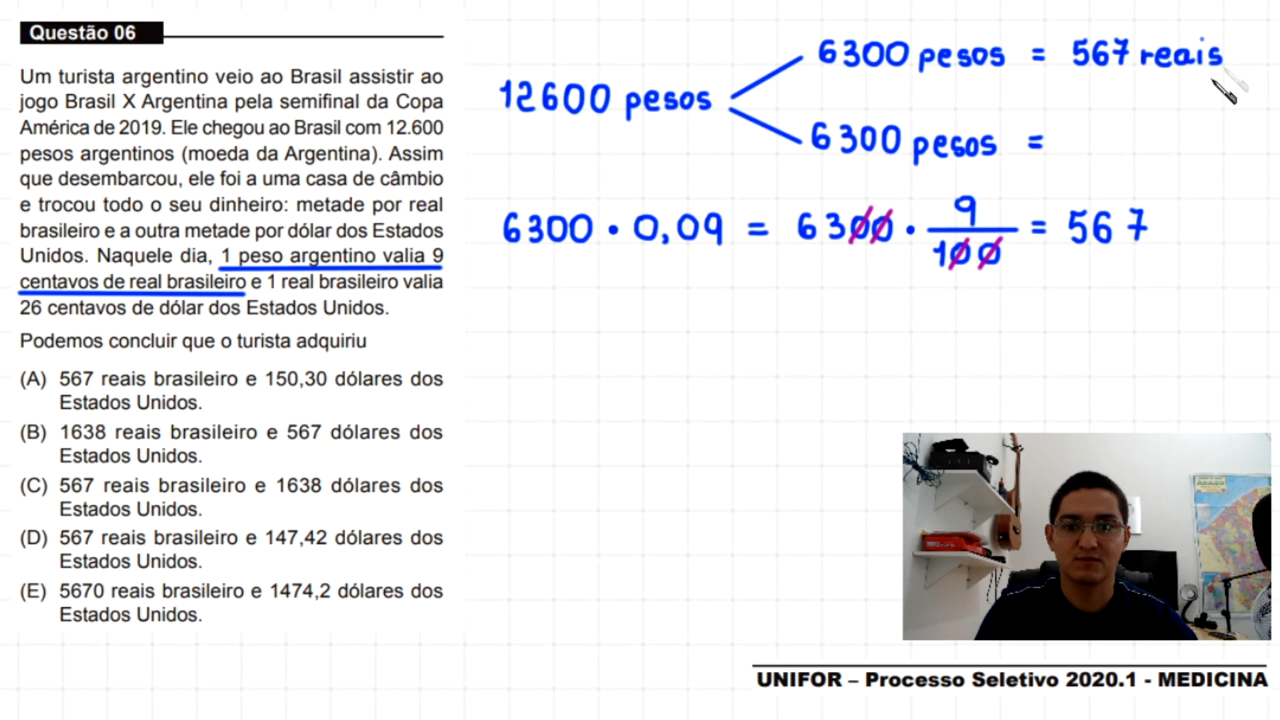 Questão 06
Um turista argentino veio ao Brasil assistir ao
jogo Brasil X Argentina pela semifinal da Copa
América de 2019. Ele chegou ao Brasil com 12.600
pesos argentinos (moeda da Argentina). Assim
que desembarcou, ele foi a uma casa de câmbio
e trocou todo o seu dinheiro: metade por real
brasileiro e a outra metade por dólar dos Estados
Unidos. Naquele dia, 1 peso argentino valia 9
centavos de real brasileiro e 1 real brasileiro valia
26 centavos de dólar dos Estados Unidos.
Podemos concluir que o turista adquiriu
(A) 567 reais brasileiro e 150,30 dólares dos
Estados Unidos.
(B) 1638 reais brasileiro e 567 dólares dos
Estados Unidos.
(C) 567 reais brasileiro e 1638 dólares dos
Estados Unidos.
(D) 567 reais brasileiro e 147,42 dólares dos
Estados Unidos.
(E) 5670 reais brasileiro e 1474,2 dólares dos
Estados Unidos.
6300 pesos = 567 reais
12600 pesos
6300 pesos =
6300 • 0,09 = 6300 • 9/100 = 567
UNIFOR – Processo Seletivo 2020.1 - MEDICINA